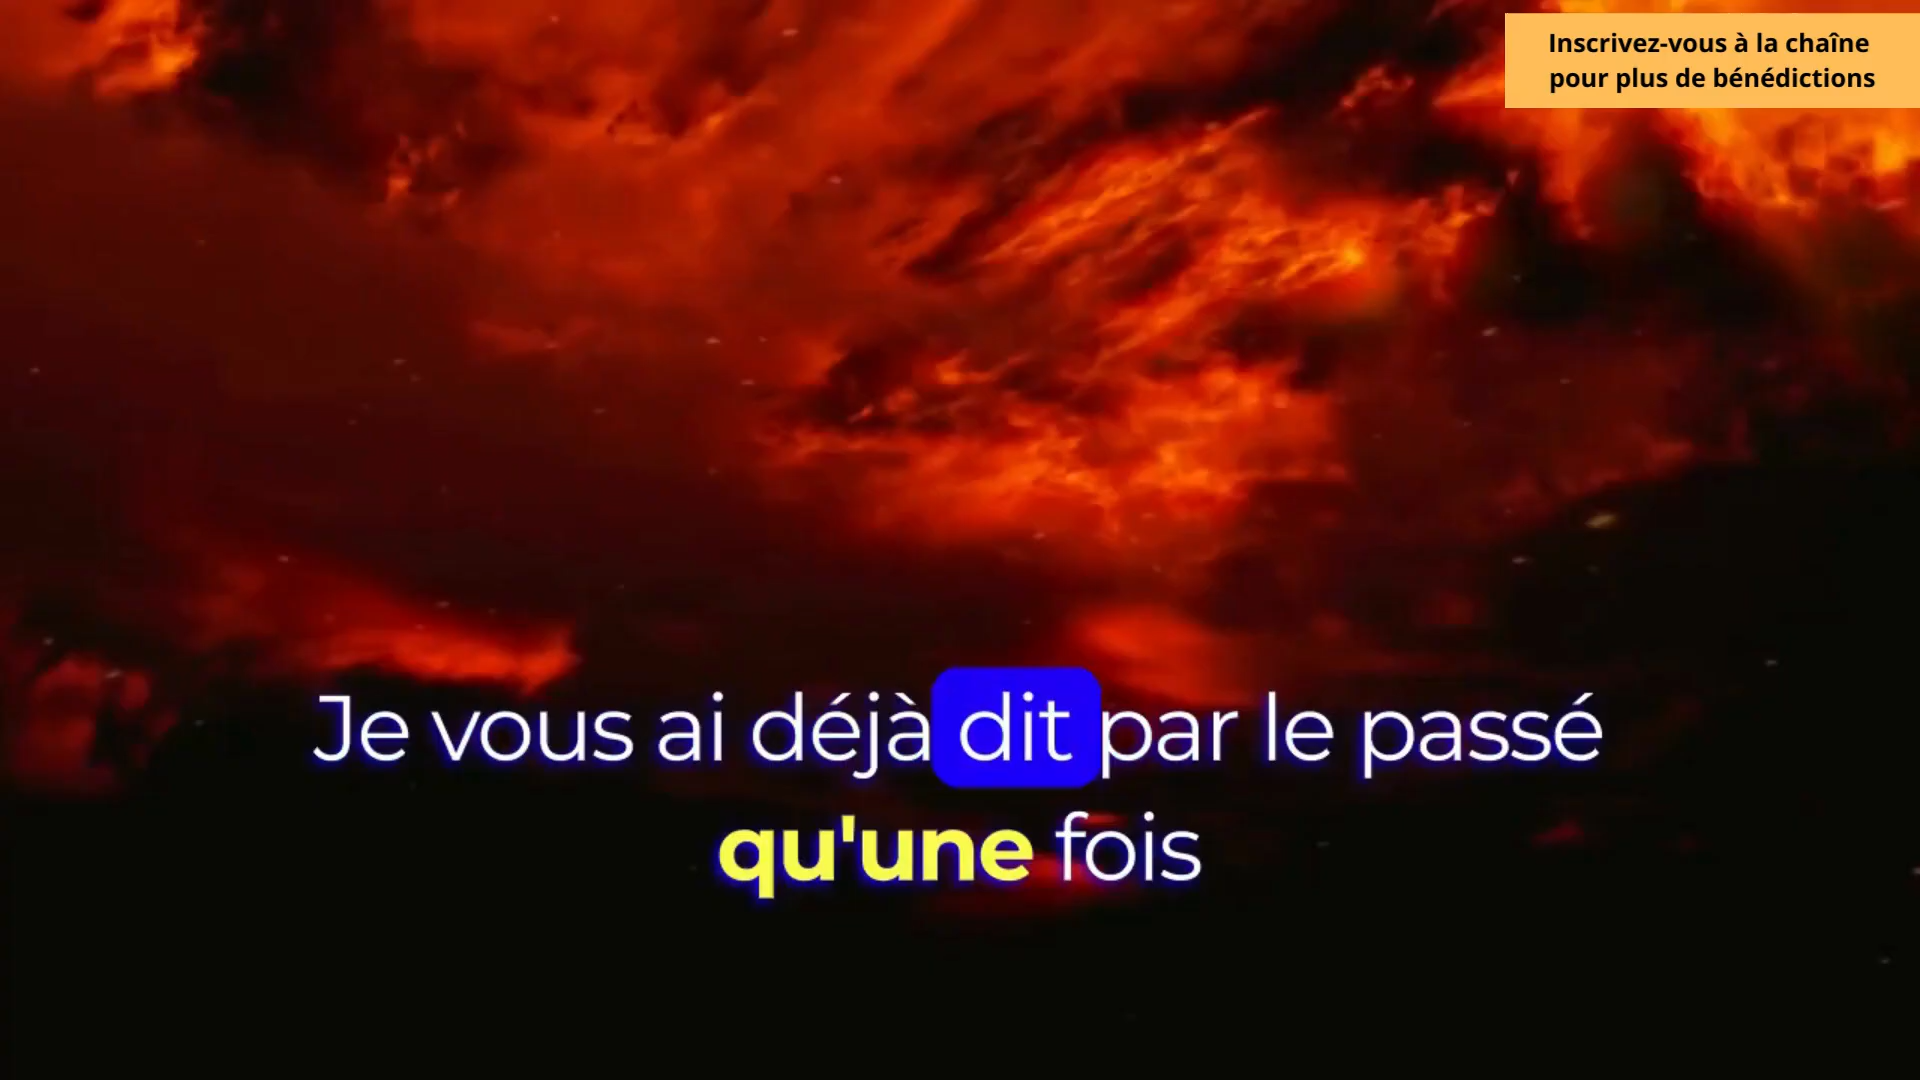 Inscrivez-vous à la chaîne
pour plus de bénédictions
Je vous ai déjà dit par le passé
qu'une fois